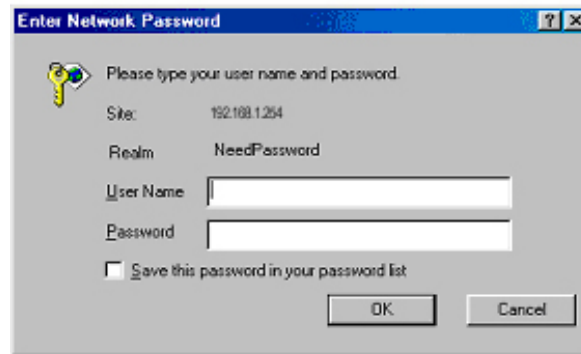 Enter Network Password
Please type your user name and password.
Site: 192.168.1.254
Realm NeedPassword
User Name
Password
Save this password in your password list
OK Cancel